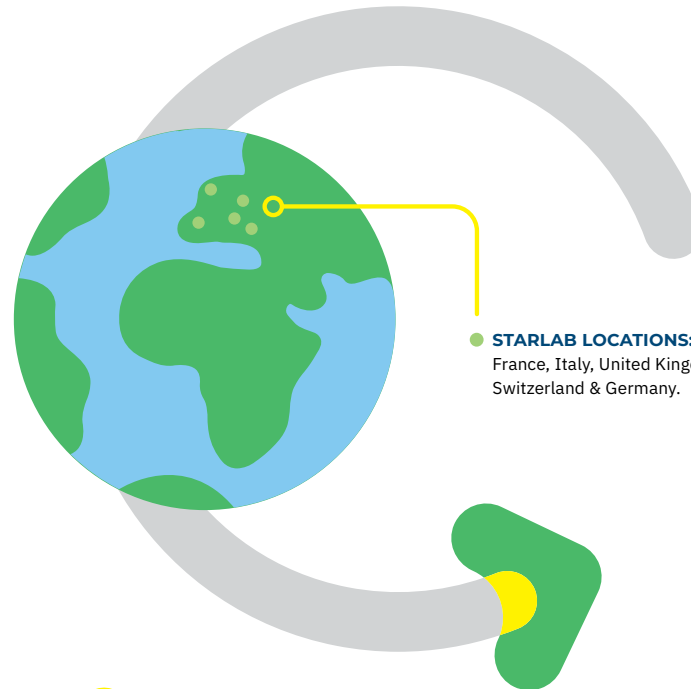 STARLAB LOCATIONS:
France, Italy, United King
Switzerland & Germany.